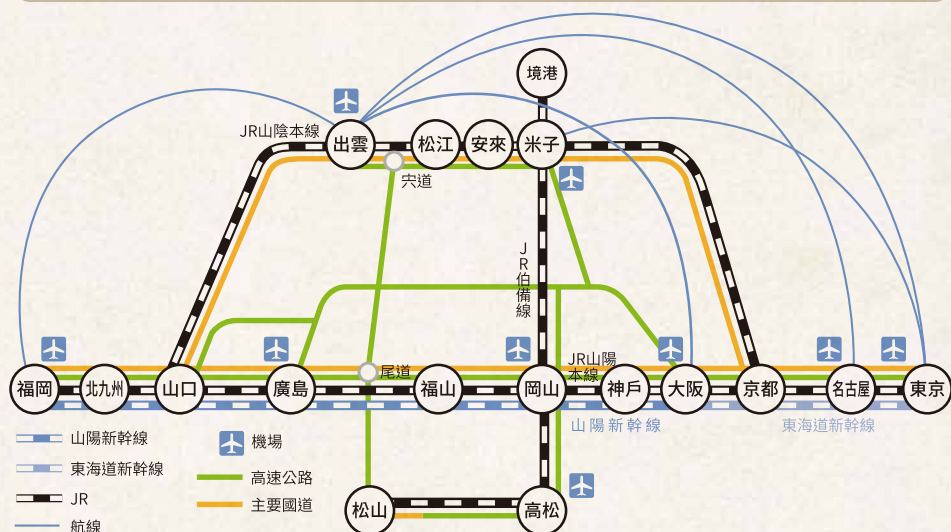 境港
JR山陰本線
出雲
松江
安來
米子
宍道
JR伯備線
JR山陽
本線
尾道
福岡
北九州
山口
廣島
福山
岡山
神戶
大阪
京都
名古屋
東京
山陽新幹線
東海道新幹線
山陽新幹線
機場
東海道新幹線
高速公路
JR
主要國道
航線
松山
高松